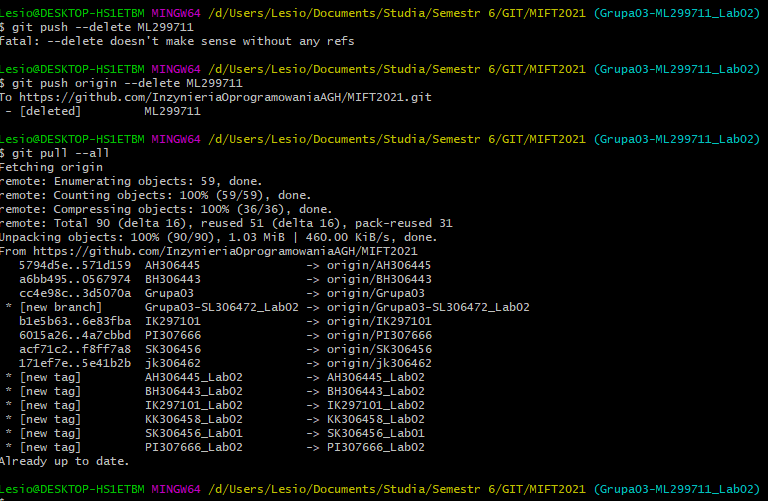 Lesio@DESKTOP-HS1ETBM MINGW64 /d/Users/Lesio/Documents/Studia/Semestr 6/GIT/MIFT2021 (Grupa03-ML299711_Lab02)
$ git push --delete ML299711
fatal: --delete doesn't make sense without any refs
Lesio@DESKTOP-HS1ETBM MINGW64 /d/Users/Lesio/Documents/Studia/Semestr 6/GIT/MIFT2021 (Grupa03-ML299711_Lab02)
$ git push origin --delete ML299711
To https://github.com/InzynieriaOprogramowaniaAGH/MIFT2021.git
 - [deleted]         ML299711
Lesio@DESKTOP-HS1ETBM MINGW64 /d/Users/Lesio/Documents/Studia/Semestr 6/GIT/MIFT2021 (Grupa03-ML299711_Lab02)
$ git pull --all
Fetching origin
remote: Enumerating objects: 59, done.
remote: Counting objects: 100% (59/59), done.
remote: Compressing objects: 100% (36/36), done.
remote: Total 90 (delta 16), reused 51 (delta 16), pack-reused 31
Unpacking objects: 100% (90/90), 1.03 MiB | 460.00 KiB/s, done.
From https://github.com/InzynieriaOprogramowaniaAGH/MIFT2021
   5794d5e..571d159  AH306445               -> origin/AH306445
   a6bb495..0567974  BH306443               -> origin/BH306443
   cc4e98c..3d5070a  Grupa03                -> origin/Grupa03
 * [new branch]      Grupa03-SL306472_Lab02 -> origin/Grupa03-SL306472_Lab02
   b1e5b63..6e83fba  IK297101               -> origin/IK297101
   6015a26..4a7cbbd  PI307666               -> origin/PI307666
   acf71c2..f8ff7a8  SK306456               -> origin/SK306456
   171ef7e..5e41b2b  jk306462               -> origin/jk306462
 * [new tag]         AH306445_Lab02         -> AH306445_Lab02
 * [new tag]         BH306443_Lab02         -> BH306443_Lab02
 * [new tag]         IK297101_Lab02         -> IK297101_Lab02
 * [new tag]         KK306458_Lab02         -> KK306458_Lab02
 * [new tag]         SK306456_Lab01         -> SK306456_Lab01
 * [new tag]         PI307666_Lab02         -> PI307666_Lab02
Already up to date.
Lesio@DESKTOP-HS1ETBM MINGW64 /d/Users/Lesio/Documents/Studia/Semestr 6/GIT/MIFT2021 (Grupa03-ML299711_Lab02)